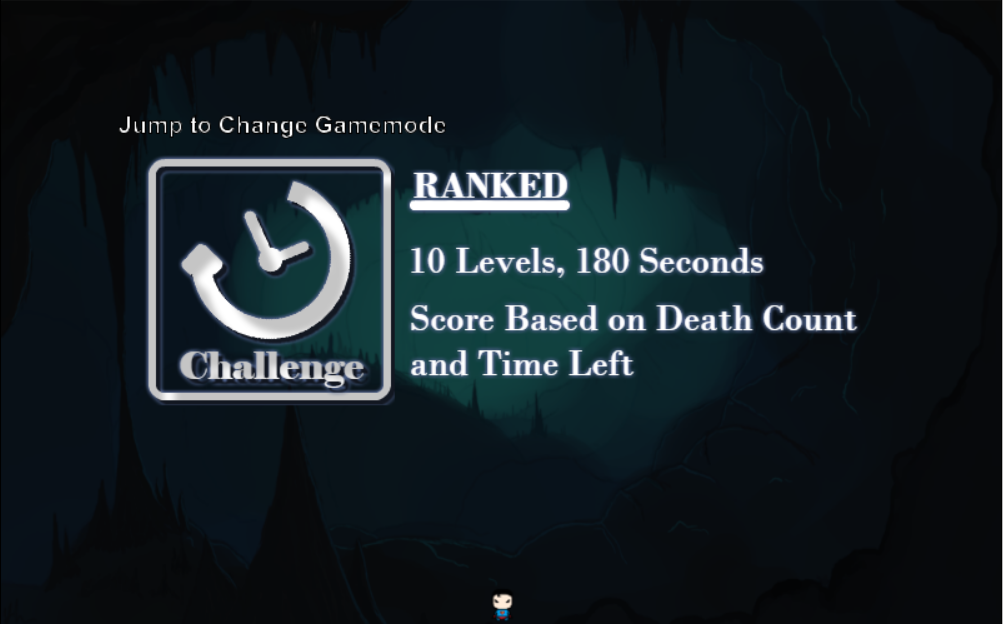 Jump to Change Gamemode
RANKED
10 Levels, 180 Seconds
Score Based on Death Count
and Time Left
Challenge